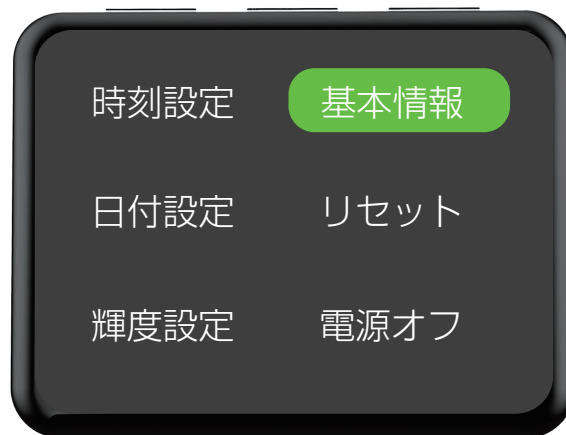 時刻設定 基本情報
日付設定 リセット
輝度設定 電源オフ